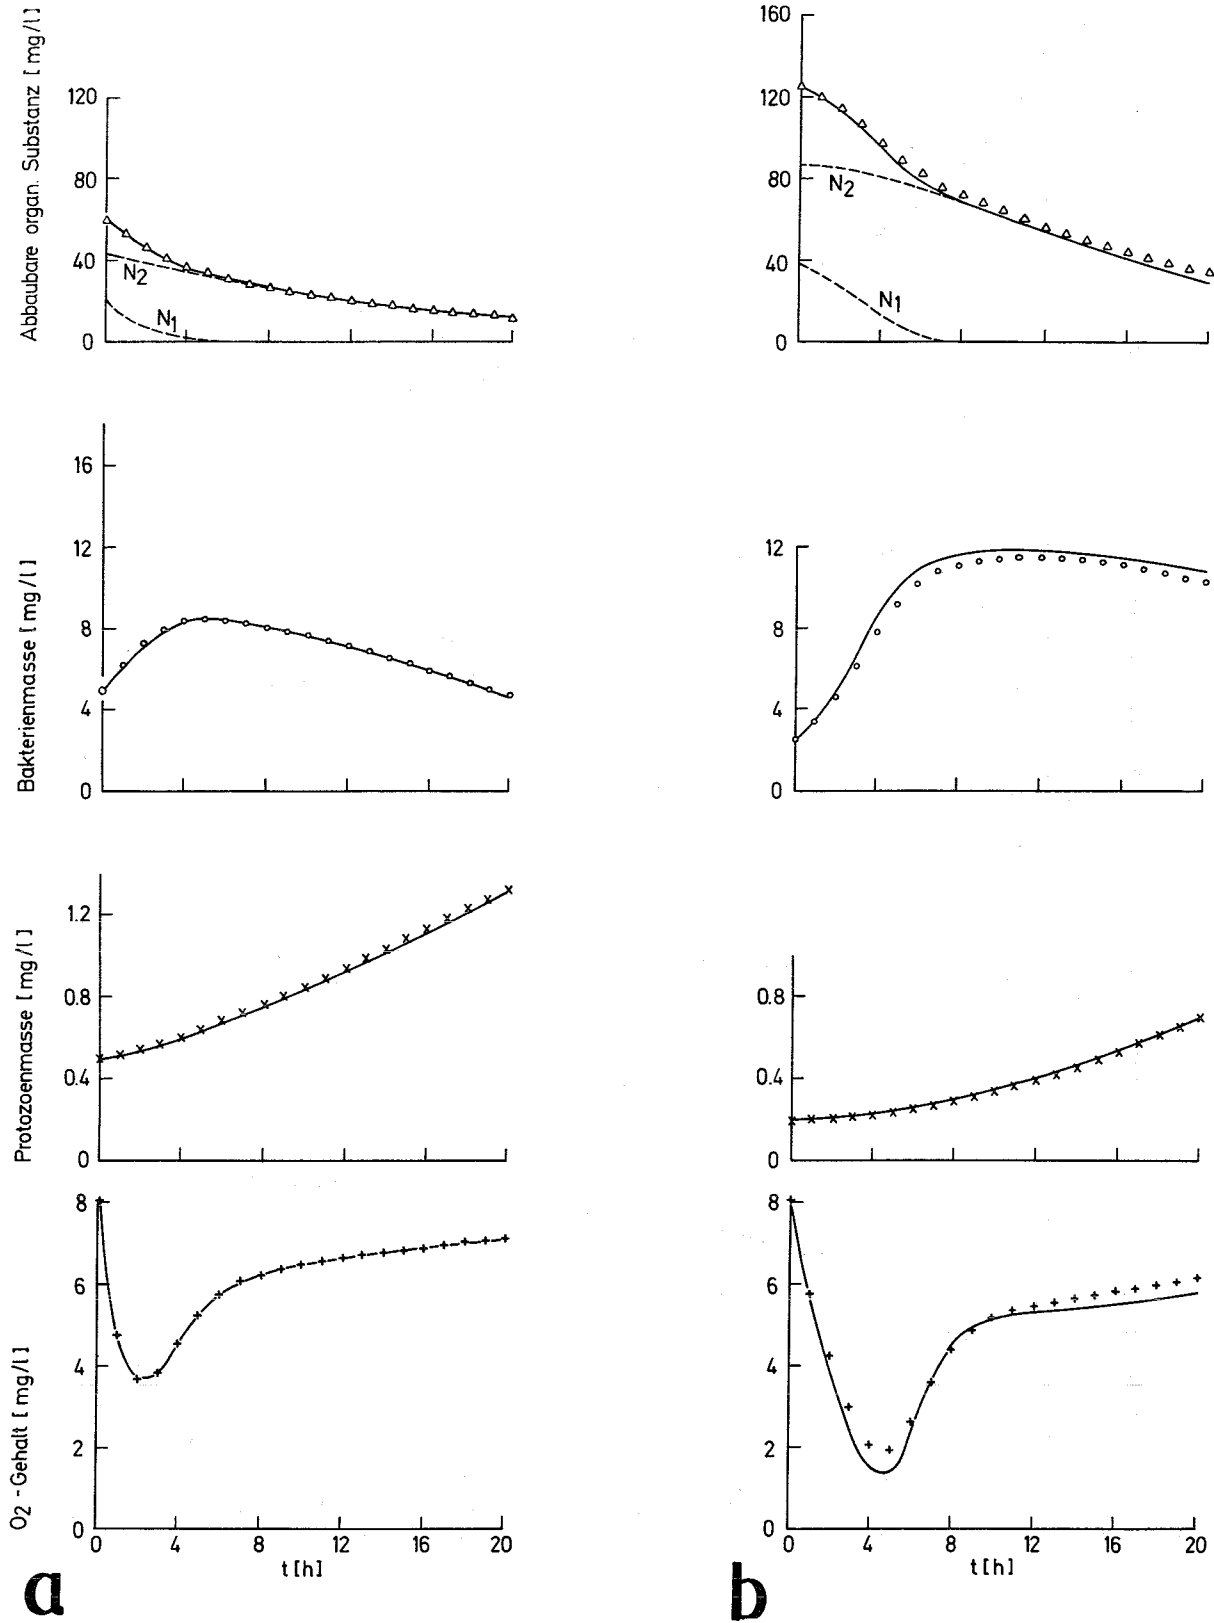 Abbaubare organ. Substanz [mg/l]
120
80
40
0
N2
N1
160
120
80
40
0
N2
N1
Bakterienmasse [mg/l]
16
12
8
4
0
12
8
4
0
Protozoenmasse [mg/l]
1.2
0.8
0.4
0
0.8
0.4
0
O2 - Gehalt [mg/l]
8
6
4
2
0
0 4 8 12 16 20
t [h]
8
6
4
2
0
0 4 8 12 16 20
t [h]
a
b